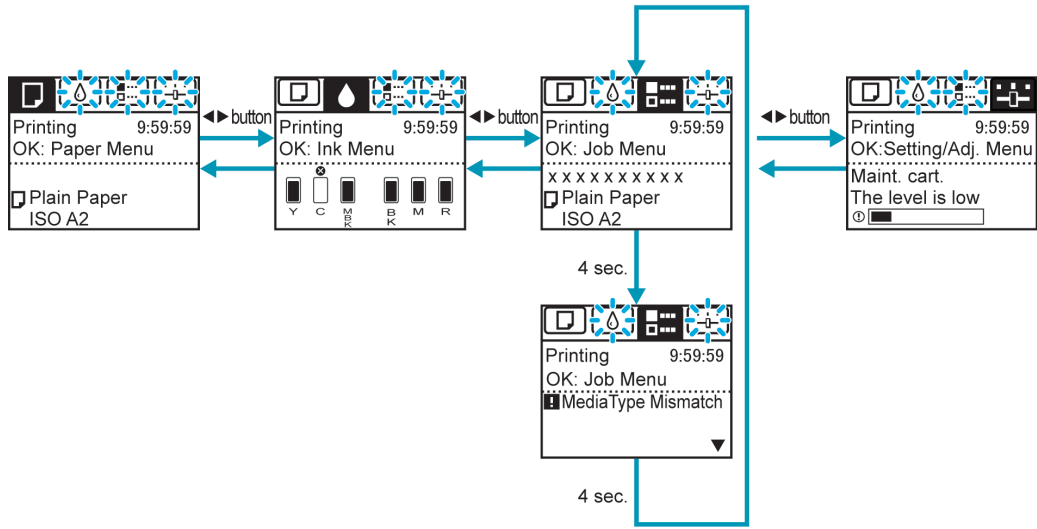 Printing 9:59:59
OK: Paper Menu
Plain Paper
ISO A2
◀▶ button
Printing 9:59:59
OK: Ink Menu
Y C MBK BK M R
◀▶ button
Printing 9:59:59
OK: Job Menu
x x x x x x x x x x
Plain Paper
ISO A2
◀▶ button
Printing 9:59:59
OK:Setting/Adj. Menu
Maint. cart.
The level is low
4 sec.
Printing 9:59:59
OK: Job Menu
MediaType Mismatch
4 sec.